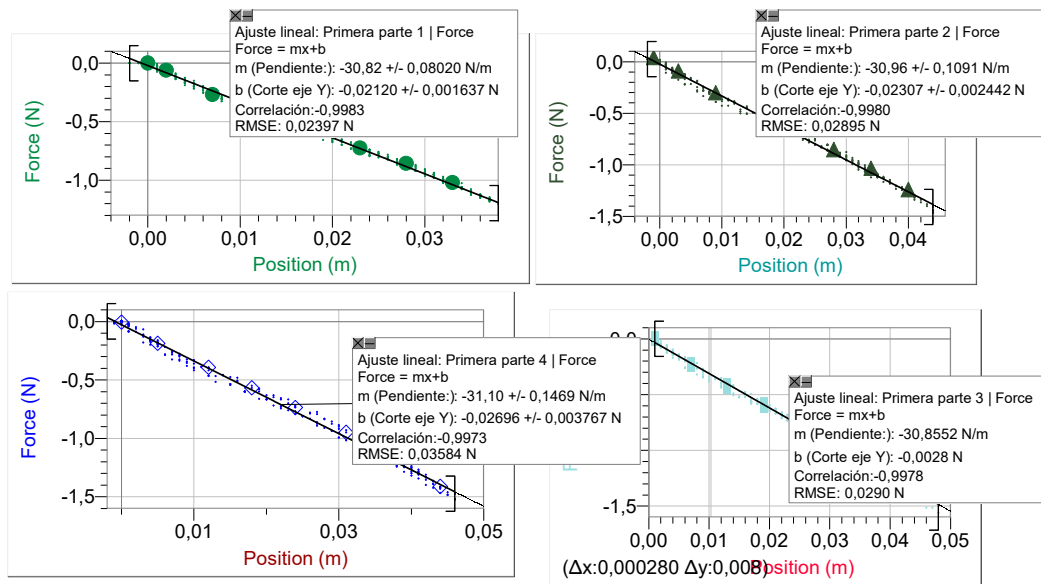 Ajuste lineal: Primera parte 1 | Force
Force = mx+b
m (Pendiente:): -30,82 +/- 0,08020 N/m
b (Corte eje Y): -0,02120 +/- 0,001637 N
Correlación:-0,9983
RMSE: 0,02397 N
0,0
-0,5
-1,0
Force (N)
0,00
0,02
0,03
Position (m)
Ajuste lineal: Primera parte 2 | Force
Force = mx+b
m (Pendiente:): -30,96 +/- 0,1091 N/m
b (Corte eje Y): -0,02307 +/- 0,002442 N
Correlación:-0,9980
RMSE: 0,02895 N
0,0
-0,5
-1,0
-1,5
Force (N)
0,00
0,01
0,02
0,03
0,04
Position (m)
Ajuste lineal: Primera parte 4 | Force
Force = mx+b
m (Pendiente:): -31,10 +/- 0,1469 N/m
b (Corte eje Y): -0,02696 +/- 0,003767 N
Correlación:-0,9973
RMSE: 0,03584 N
0,0
-0,5
-1,0
-1,5
Force (N)
0,01
0,03
0,05
Position (m)
Ajuste lineal: Primera parte 3 | Force
Force = mx+b
m (Pendiente:): -30,8552 N/m
b (Corte eje Y): -0,0028 N
Correlación:-0,9978
RMSE: 0,0290 N
-1,5
0,00
0,01
0,02
0,03
0,04
0,05
(Δx:0,000280 Δy:0,008)
Position (m)